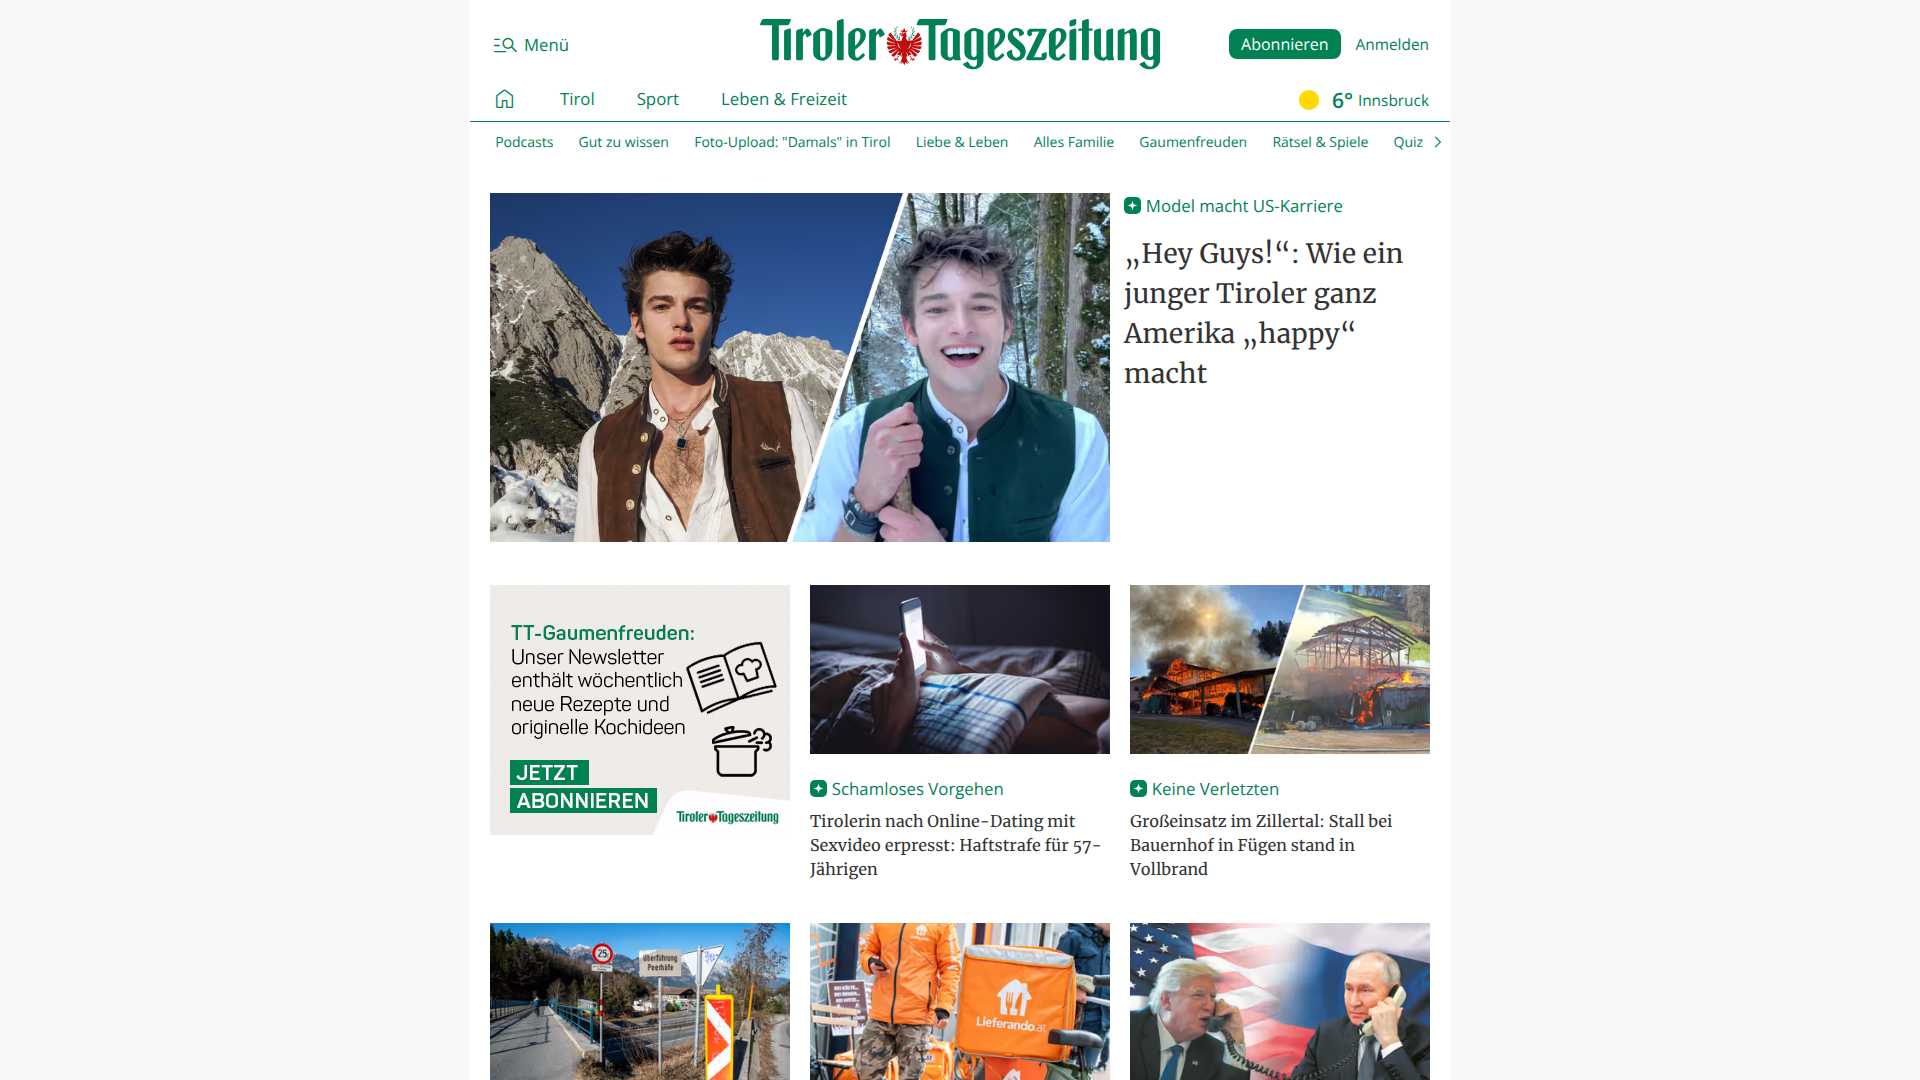 Menü
Tiroler Tageszeitung
Abonnieren
Anmelden
Tirol
Sport
Leben & Freizeit
6° Innsbruck
Podcasts
Gut zu wissen
Foto-Upload: "Damals" in Tirol
Liebe & Leben
Alles Familie
Gaumenfreuden
Rätsel & Spiele
Quiz
Model macht US-Karriere
„Hey Guys!“: Wie ein
junger Tiroler ganz
Amerika „happy“
macht
TT-Gaumenfreuden:
Unser Newsletter
enthält wöchentlich
neue Rezepte und
originelle Kochideen
JETZT
ABONNIEREN
Tiroler Tageszeitung
Schamloses Vorgehen
Tirolerin nach Online-Dating mit
Sexvideo erpresst: Haftstrafe für 57-
Jährigen
Keine Verletzten
Großeinsatz im Zillertal: Stall bei
Bauernhof in Fügen stand in
Vollbrand
25
Überführung
Peerhöfe
Lieferando.at